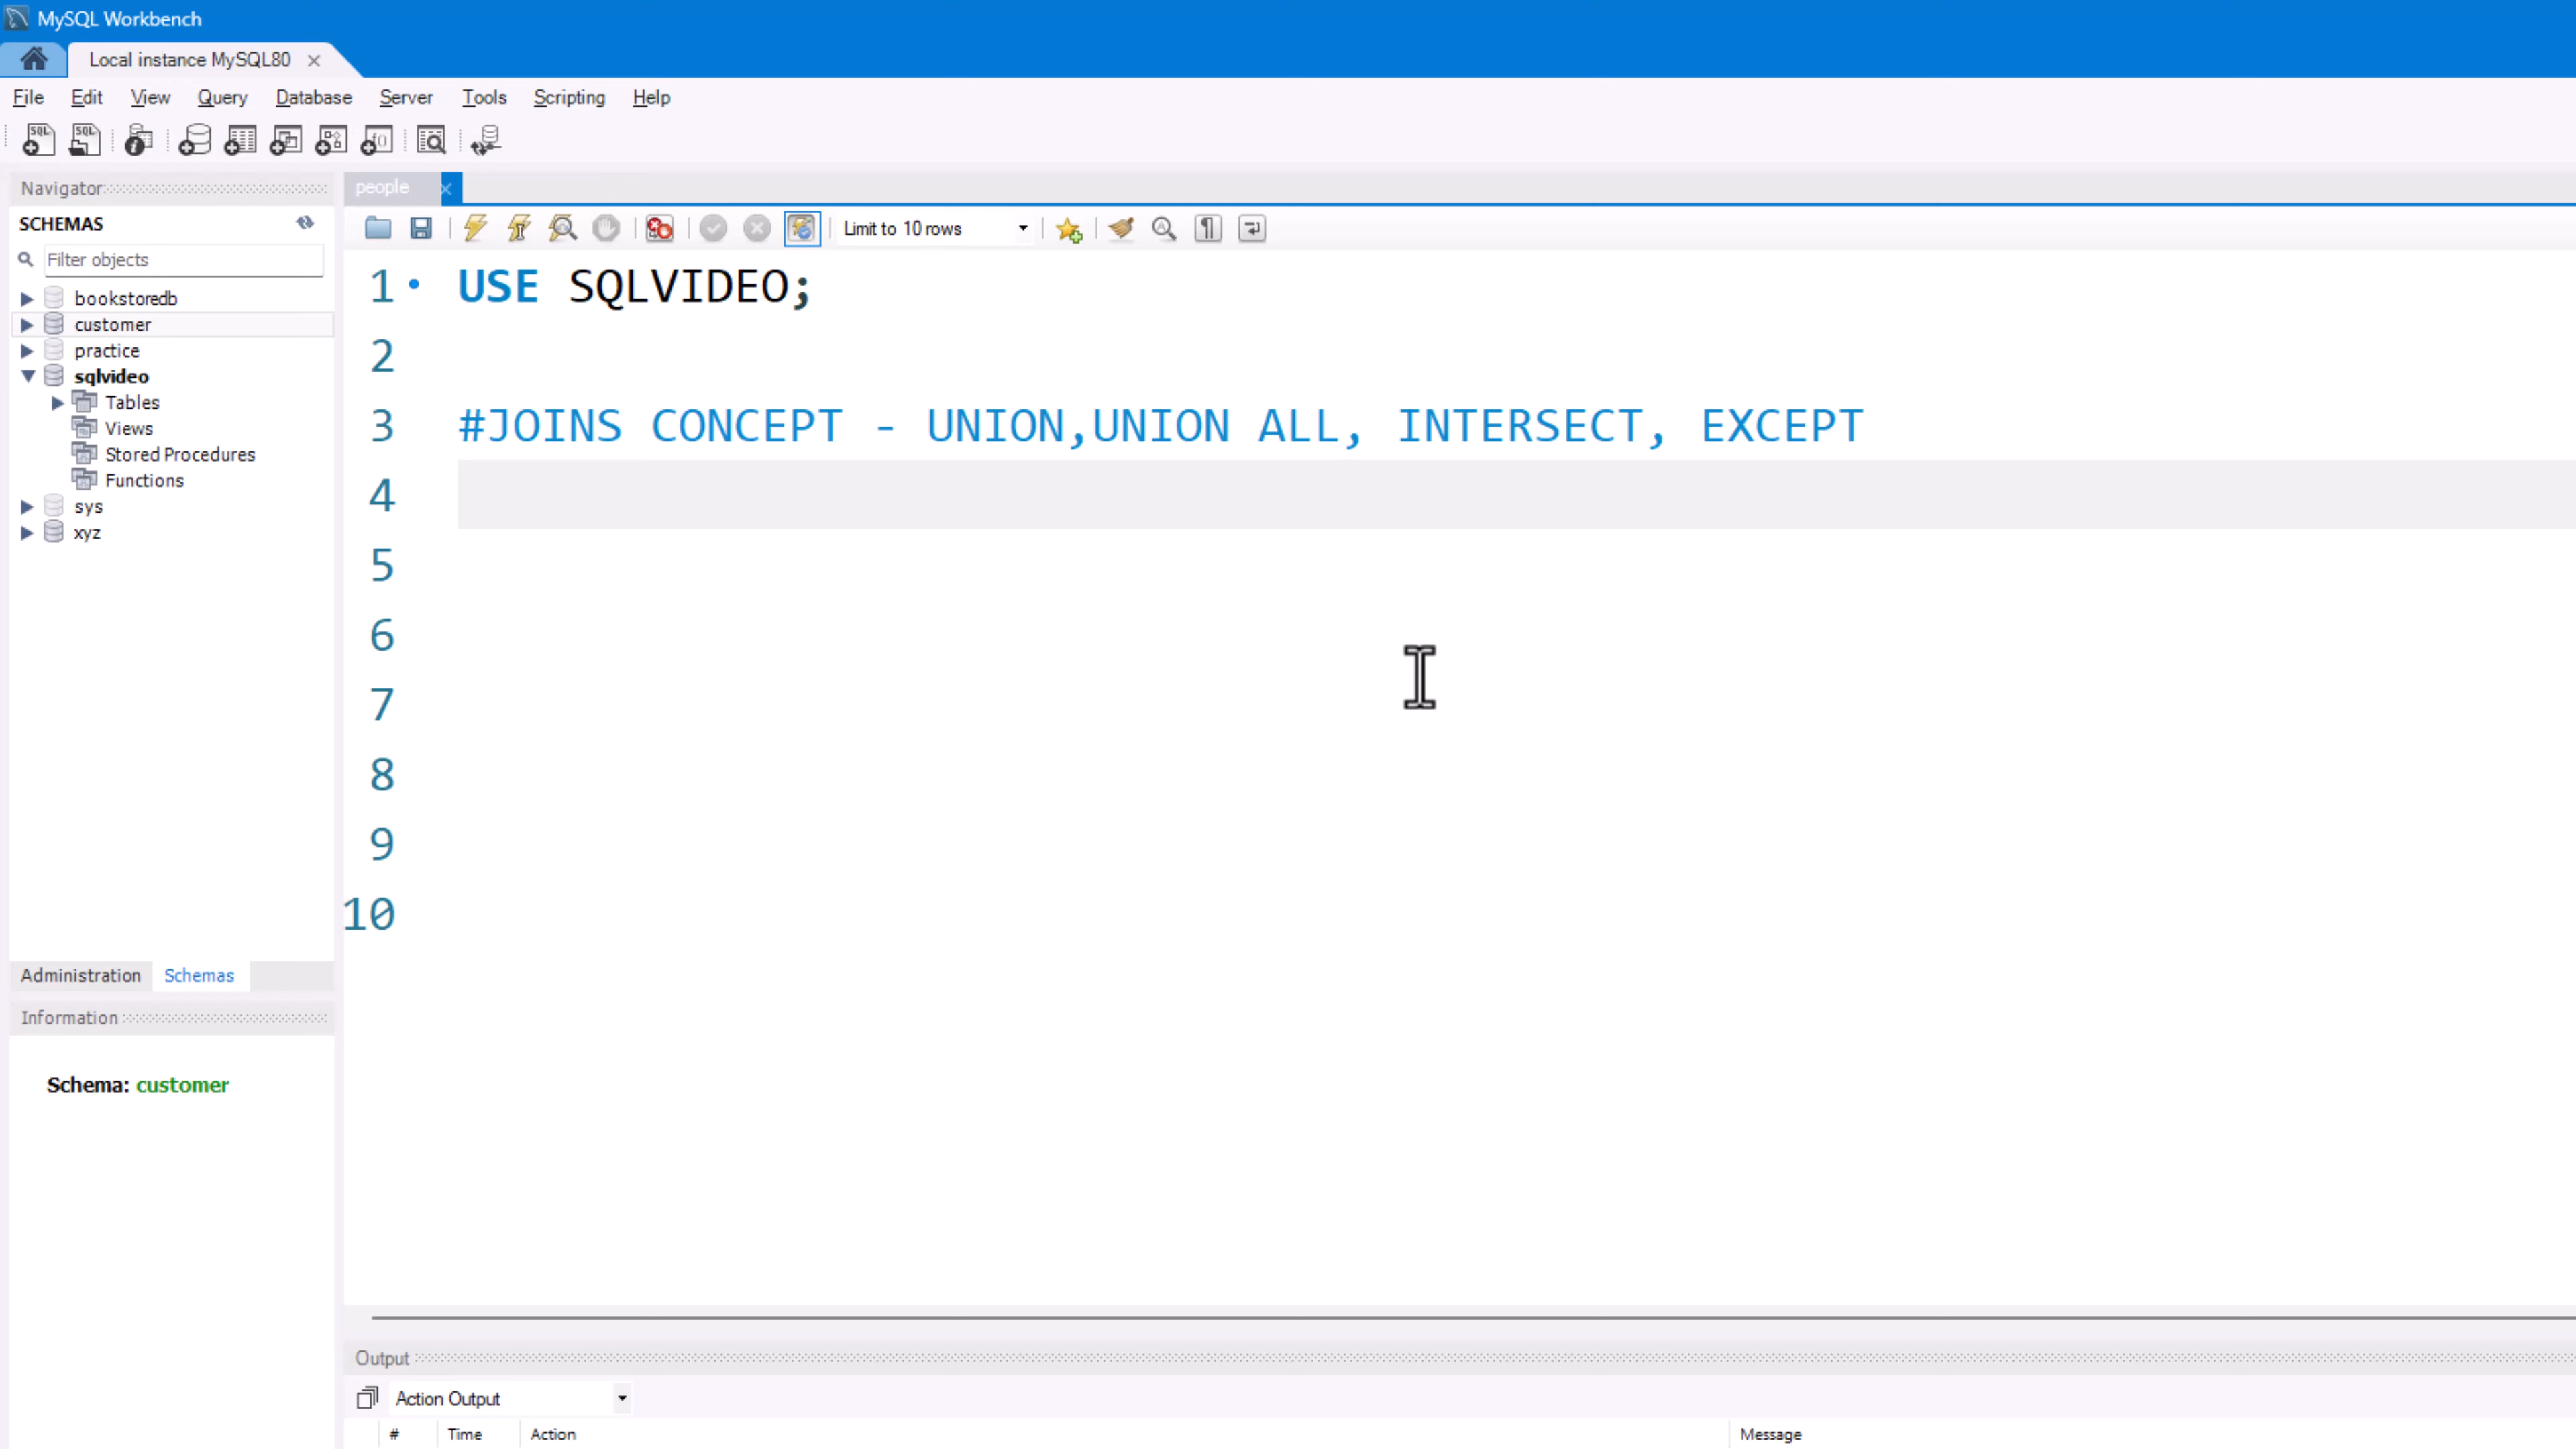 MySQL Workbench
Local instance MySQL80
File Edit View Query Database Server Tools Scripting Help
Navigator
people
SCHEMAS
Limit to 10 rows
Filter objects
bookstoredb
customer
practice
sqlvideo
Tables
Views
Stored Procedures
Functions
sys
xyz
1 USE SQLVIDEO;
2
3 #JOINS CONCEPT - UNION,UNION ALL, INTERSECT, EXCEPT
4
5
6
7
8
9
10
Administration Schemas
Information
Schema: customer
Output
Action Output
# Time Action Message